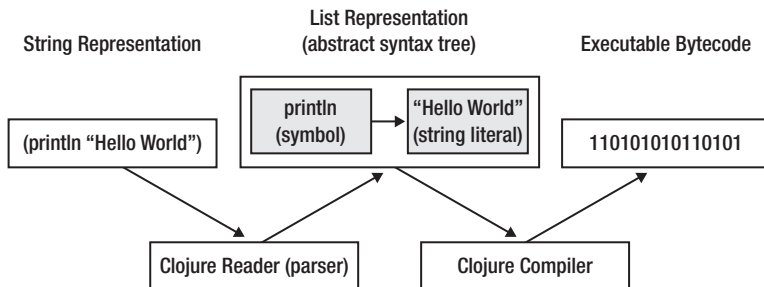 String Representation
List Representation
(abstract syntax tree)
Executable Bytecode
(println “Hello World”)
println
(symbol)
“Hello World”
(string literal)
110101010110101
Clojure Reader (parser)
Clojure Compiler